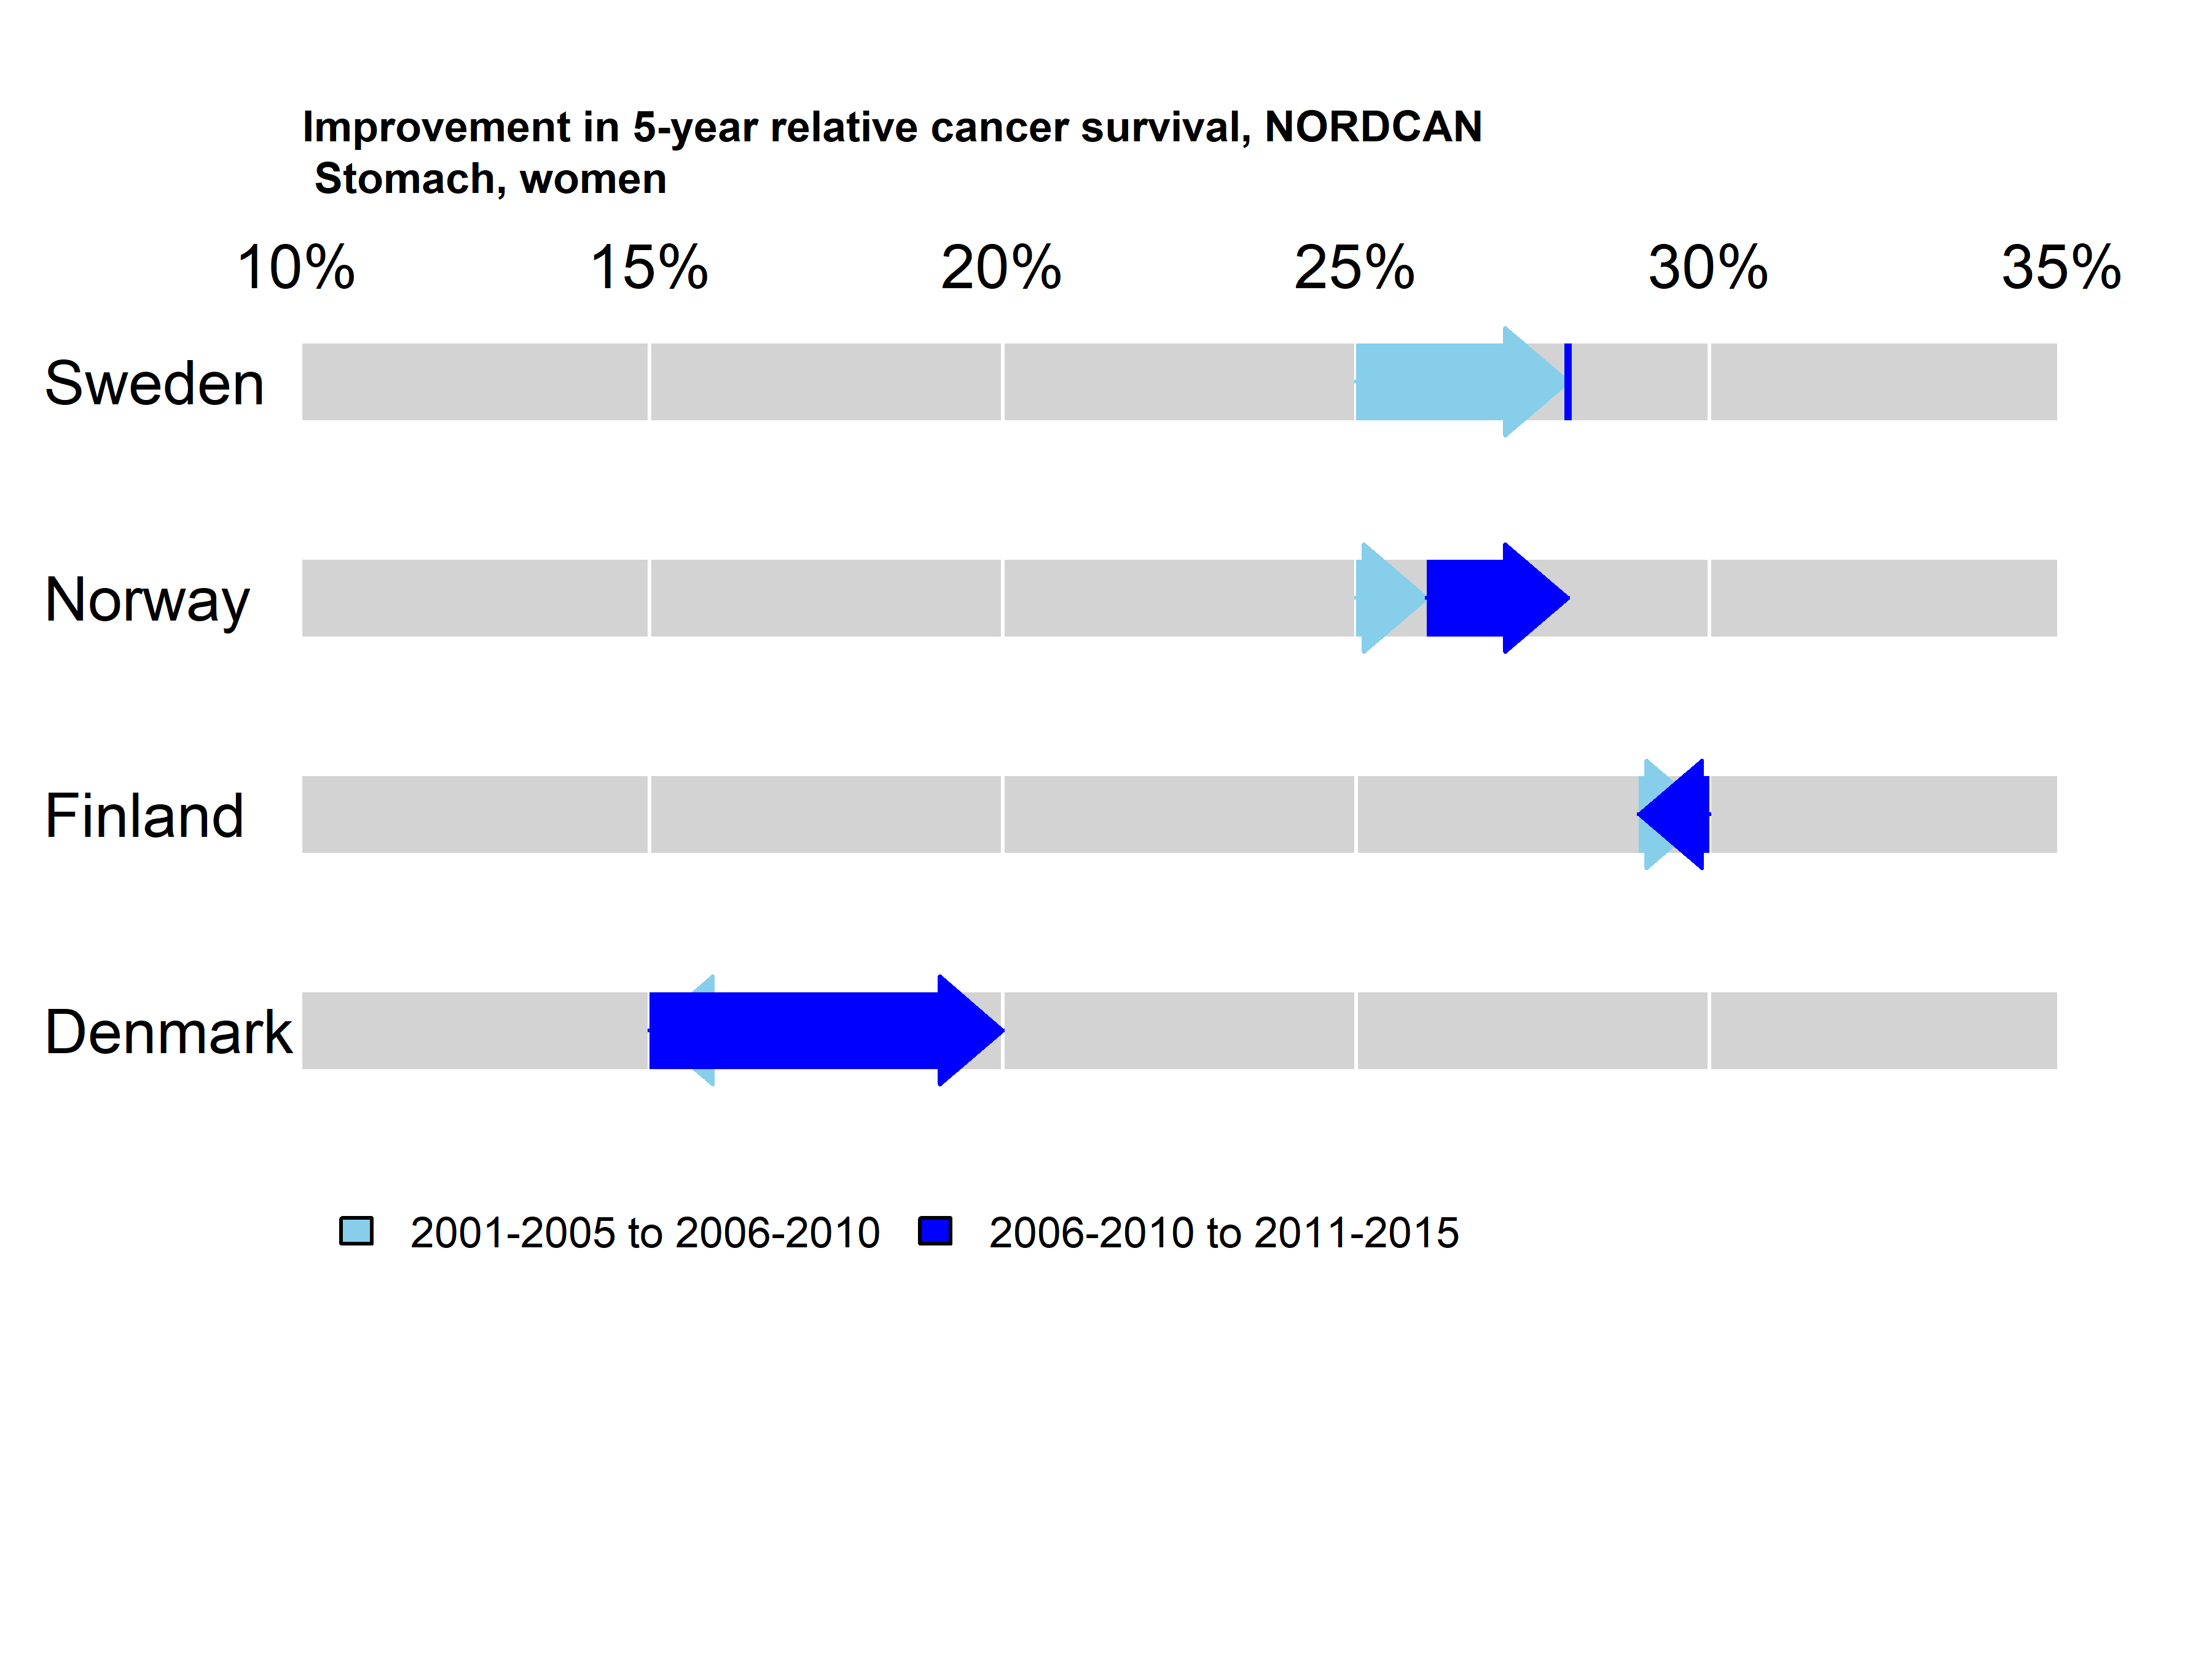 Improvement in 5-year relative cancer survival, NORDCAN
Stomach, women
10% 15% 20% 25% 30% 35%
Sweden
Norway
Finland
Denmark
2001-2005 to 2006-2010 2006-2010 to 2011-2015